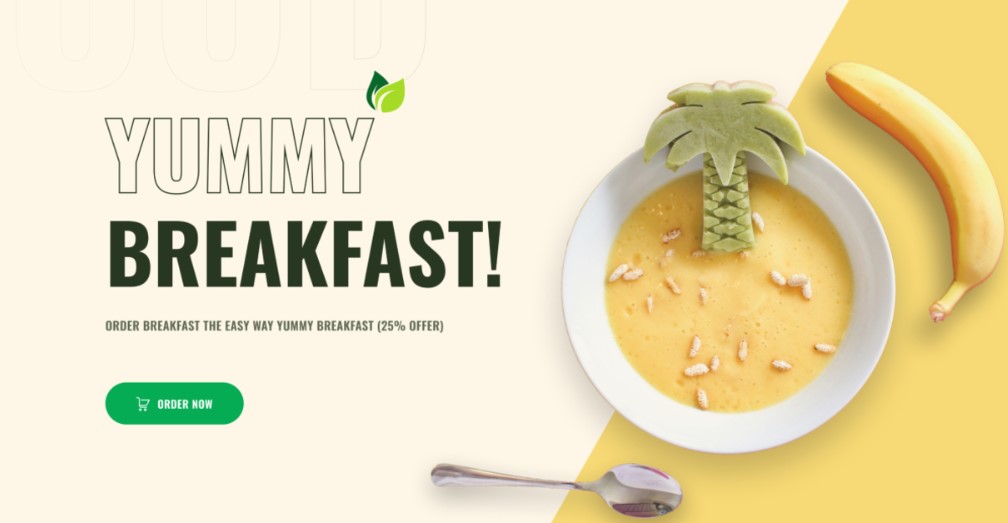 YUMMY
BREAKFAST!
ORDER BREAKFAST THE EASY WAY YUMMY BREAKFAST (25% OFFER)
ORDER NOW